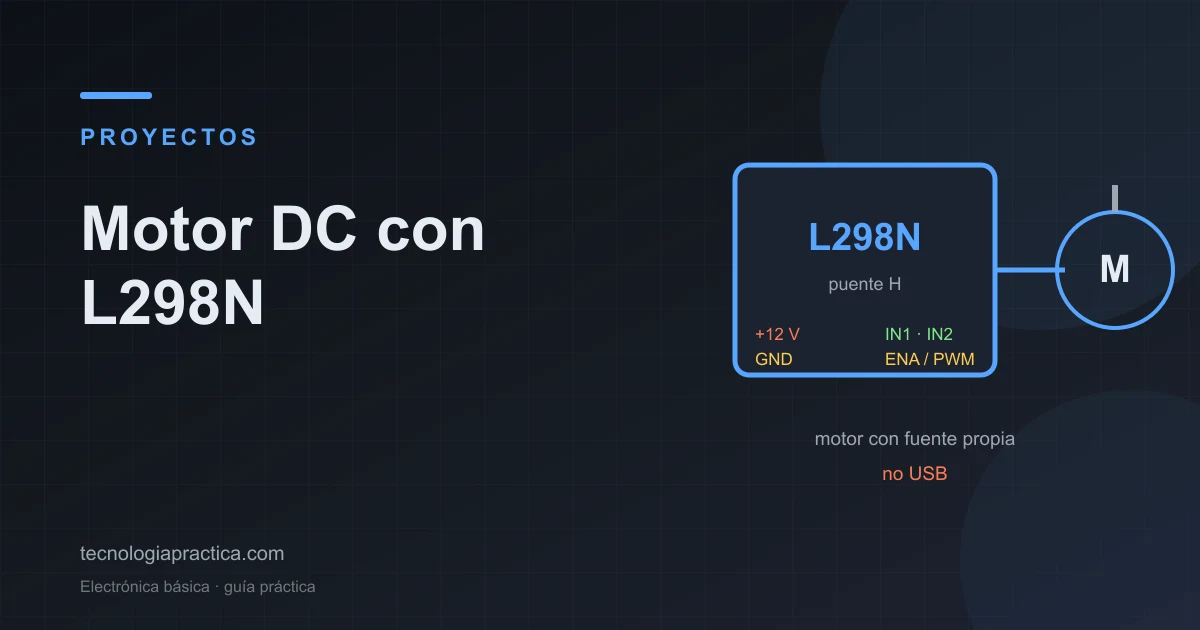 PROYECTOS
Motor DC con
L298N
L298N
puente H
+12 V
IN1 · IN2
GND
ENA / PWM
M
motor con fuente propia
no USB
tecnologiapractica.com
Electrónica básica · guía práctica